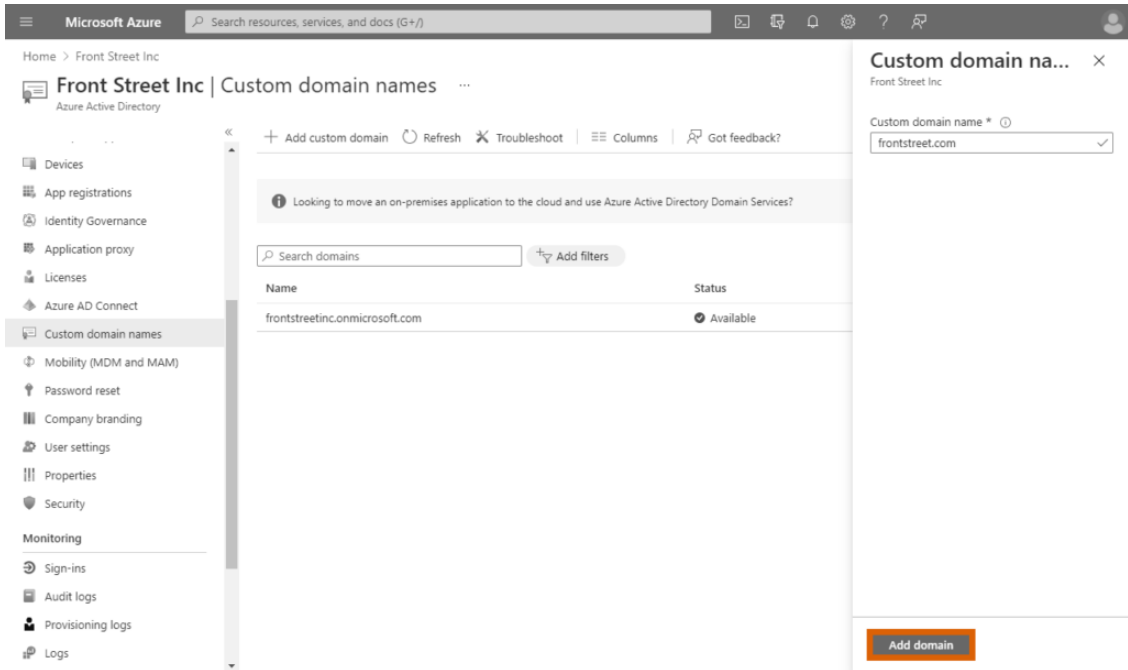 Microsoft Azure
Search resources, services, and docs (G+/)
Home > Front Street Inc
Front Street Inc | Custom domain names ...
Azure Active Directory
Add custom domain Refresh Troubleshoot Columns Got feedback?
Devices
App registrations
Identity Governance
Application proxy
Licenses
Azure AD Connect
Custom domain names
Mobility (MDM and MAM)
Password reset
Company branding
User settings
Properties
Security
Monitoring
Sign-ins
Audit logs
Provisioning logs
Logs
Looking to move an on-premises application to the cloud and use Azure Active Directory Domain Services?
Search domains
Add filters
Name Status
frontstreetinc.onmicrosoft.com Available
Custom domain na...
Front Street Inc
Custom domain name *
frontstreet.com
Add domain